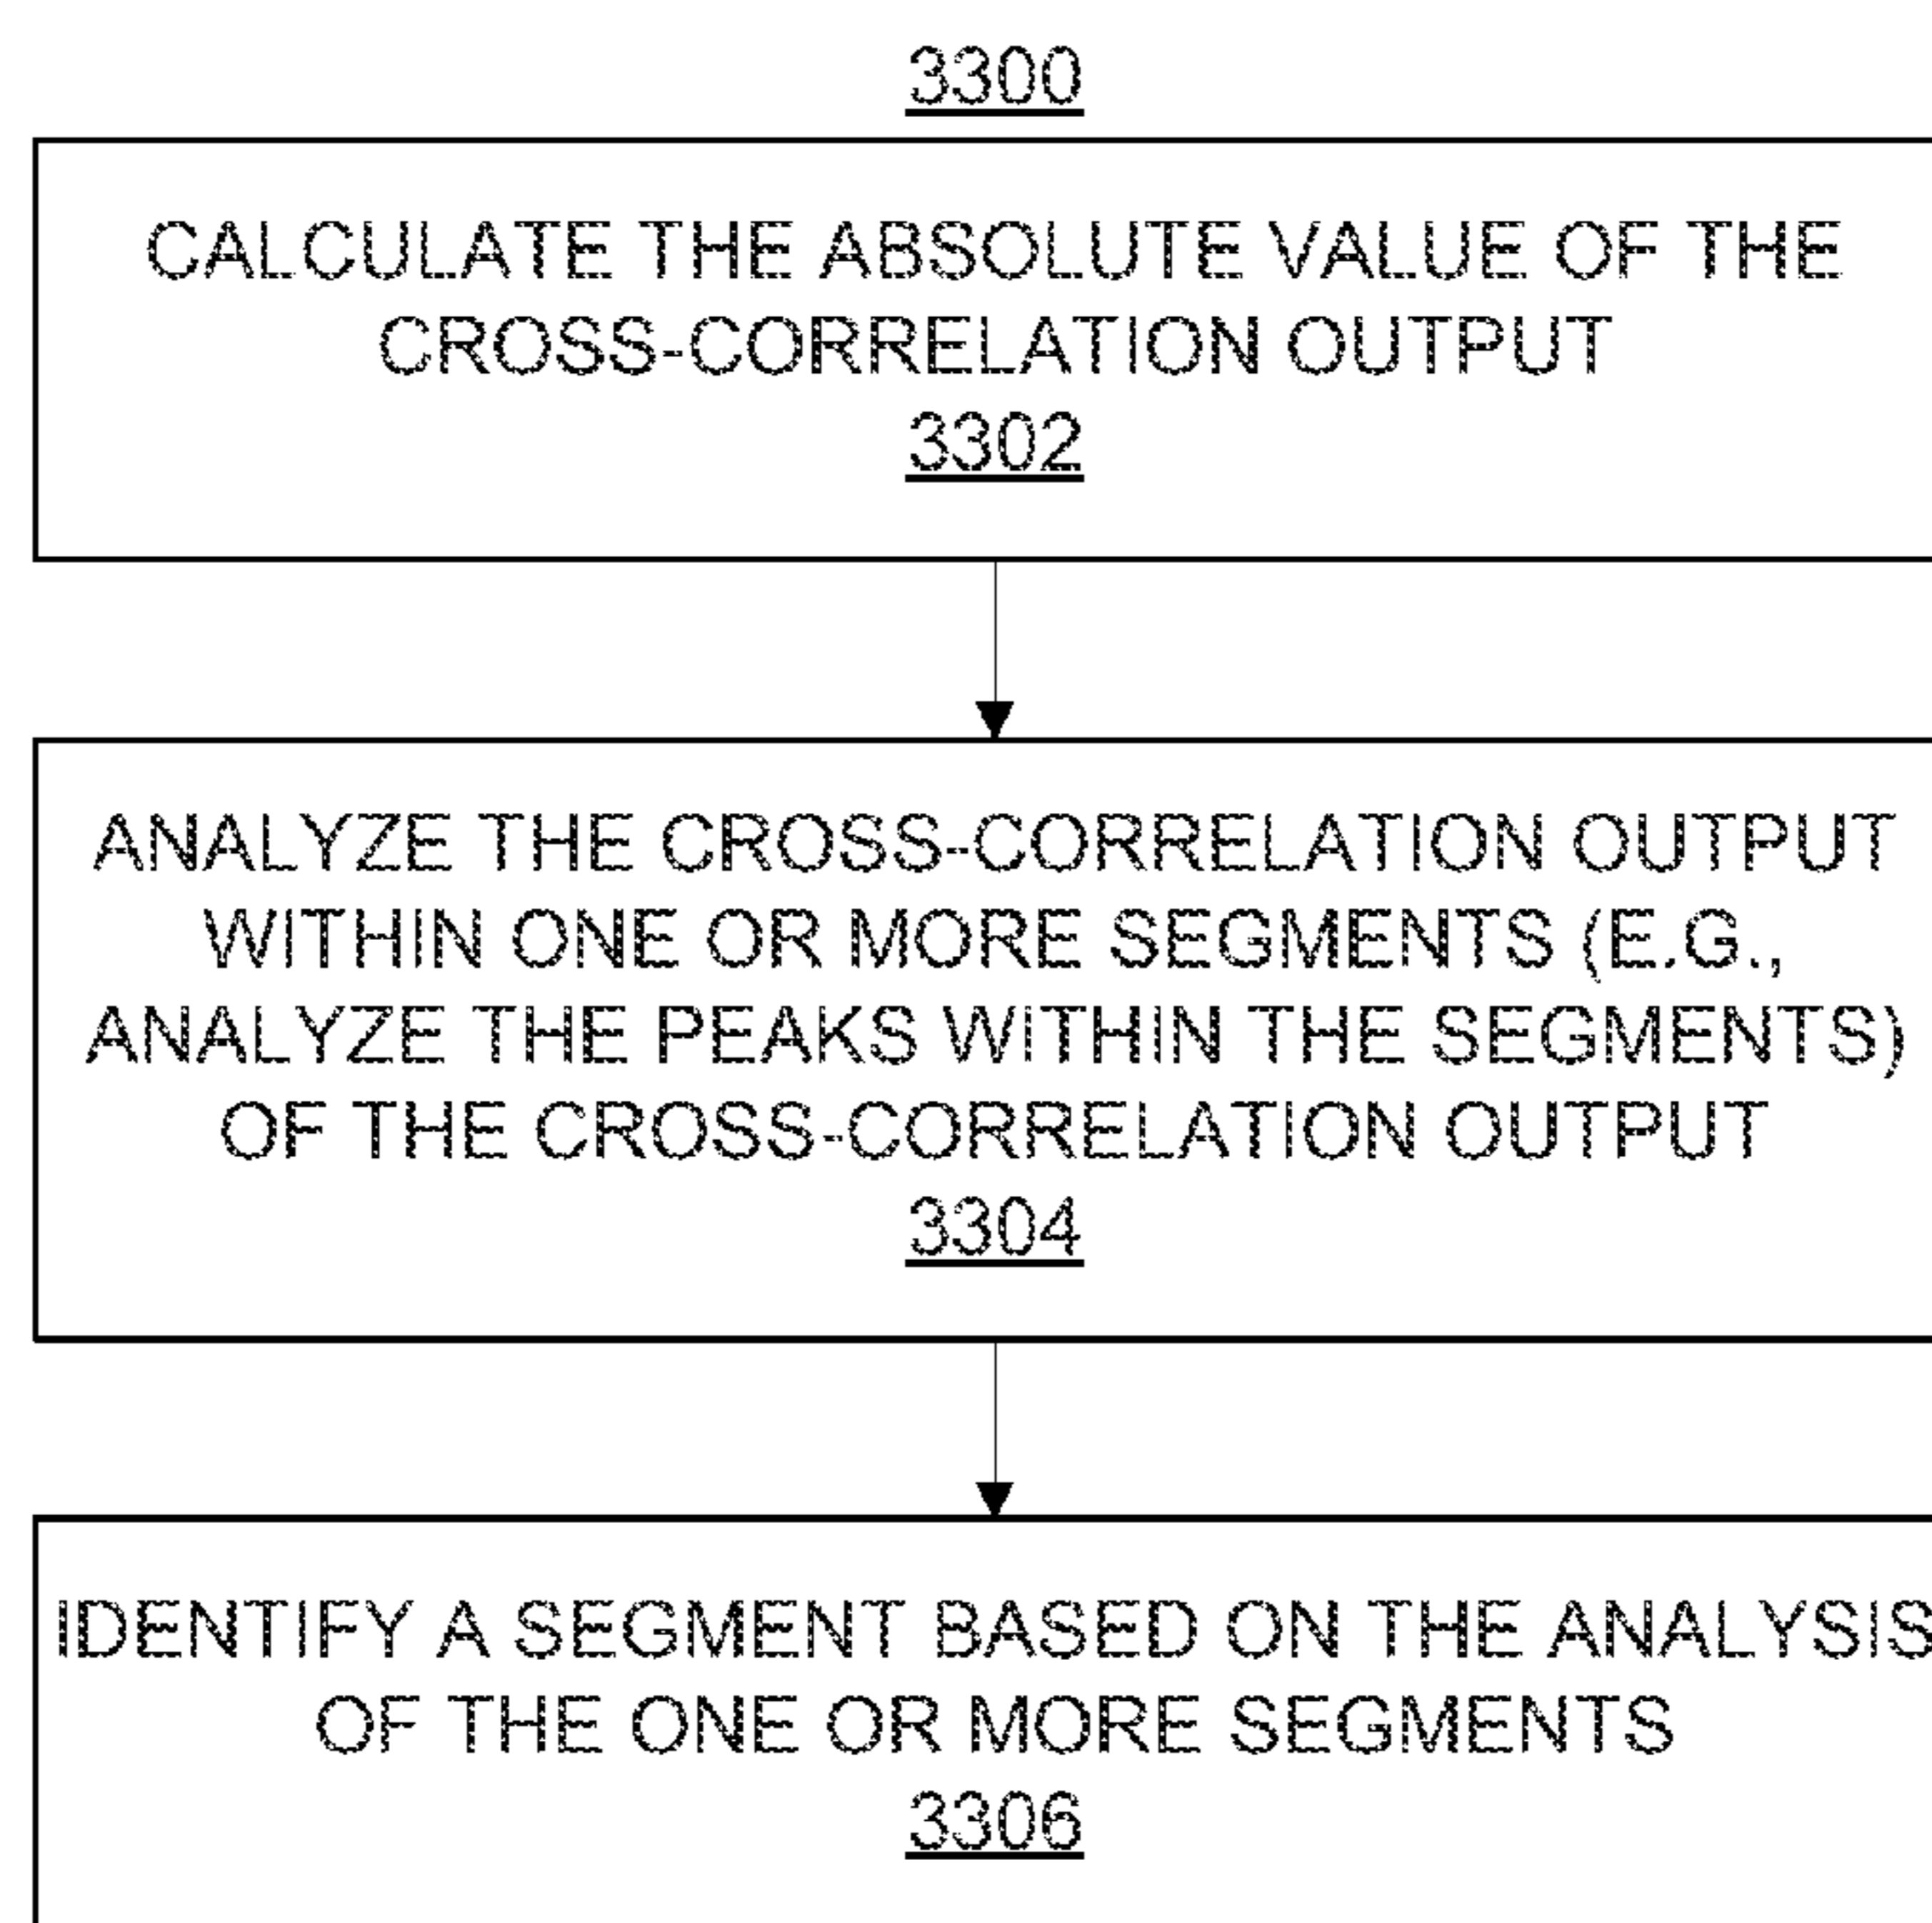 3300
CALCULATE THE ABSOLUTE VALUE OF THE
CROSS-CORRELATION OUTPUT
3302
ANALYZE THE CROSS-CORRELATION OUTPUT
WITHIN ONE OR MORE SEGMENTS (E.G.,
ANALYZE THE PEAKS WITHIN THE SEGMENTS)
OF THE CROSS-CORRELATION OUTPUT
3304
IDENTIFY A SEGMENT BASED ON THE ANALYSIS
OF THE ONE OR MORE SEGMENTS
3306